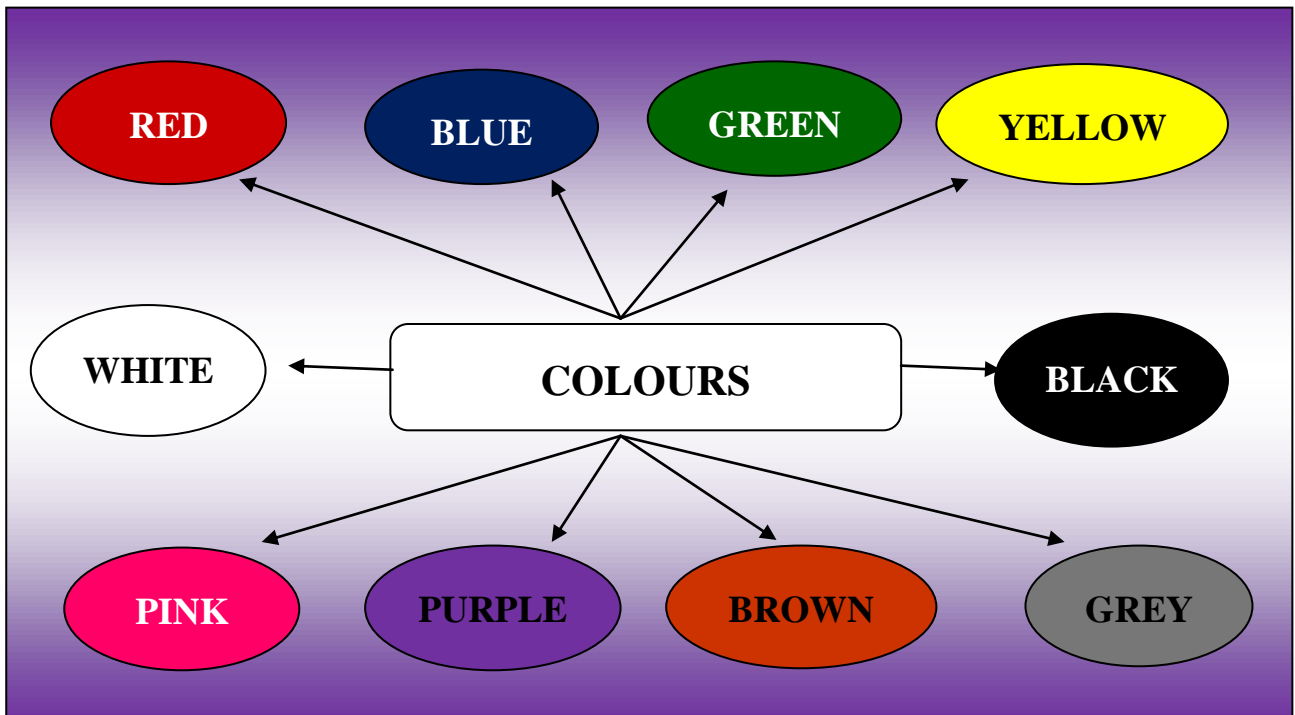 RED
BLUE
GREEN
YELLOW
WHITE
COLOURS
BLACK
PINK
PURPLE
BROWN
GREY